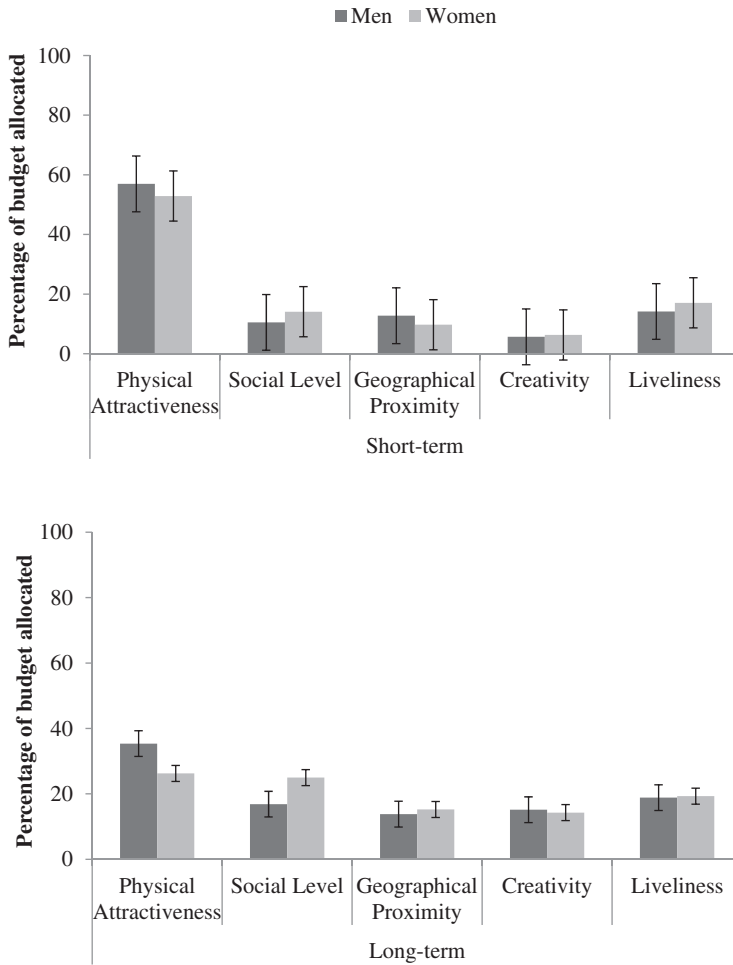 Men Women
Percentage of budget allocated
100
80
60
40
20
0
Physical Attractiveness
Social Level
Geographical Proximity
Creativity
Liveliness
Short-term
Percentage of budget allocated
100
80
60
40
20
0
Physical Attractiveness
Social Level
Geographical Proximity
Creativity
Liveliness
Long-term